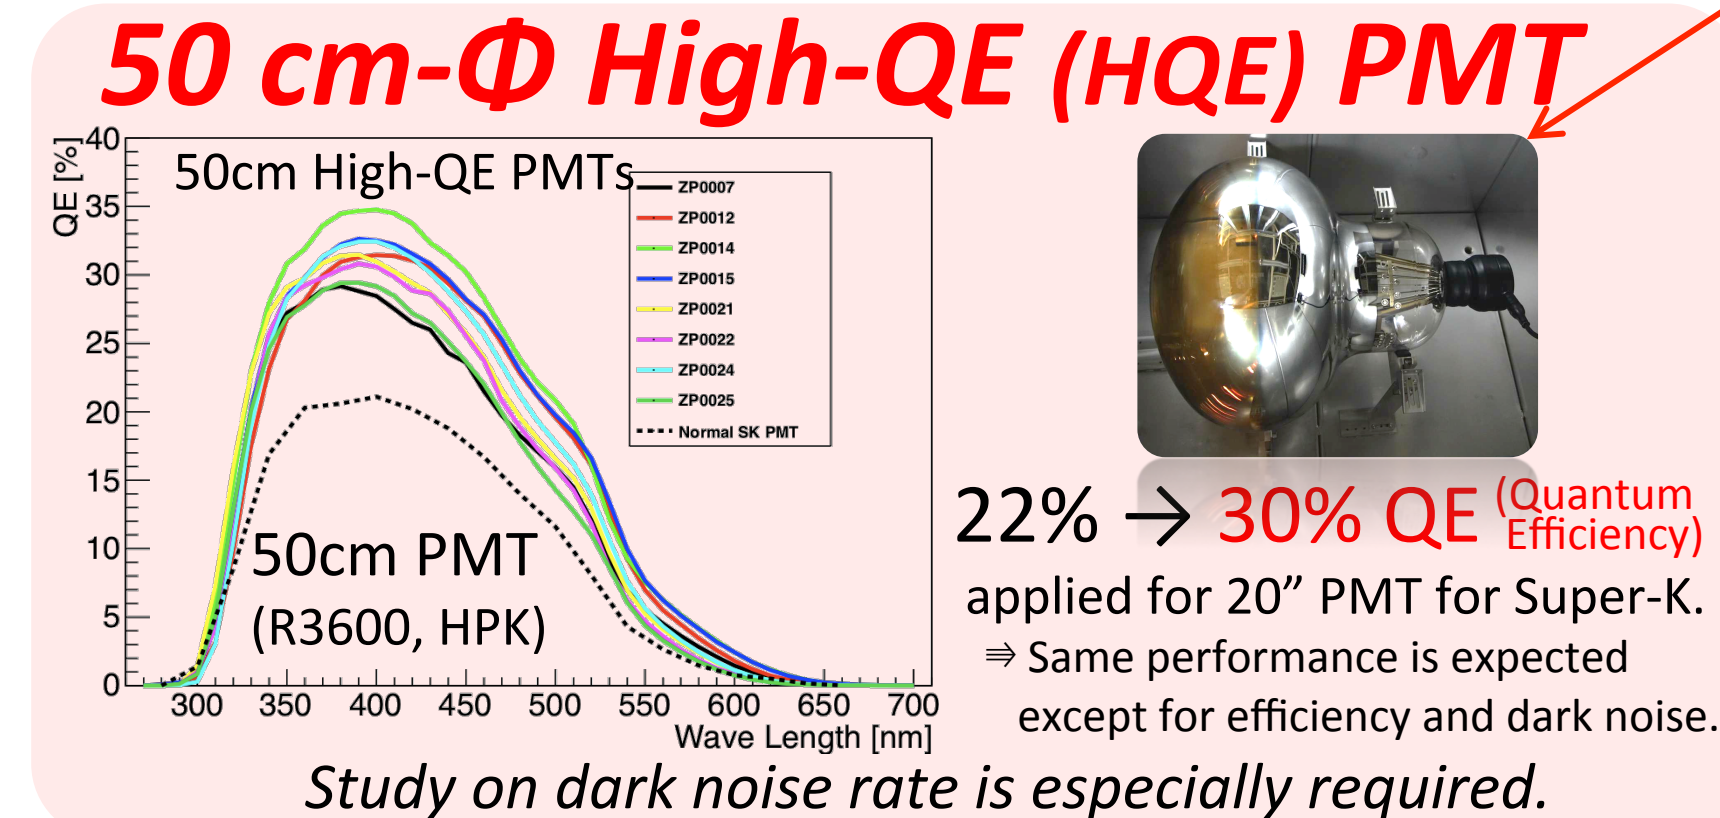 50 cm-Φ High-QE (HQE) PMT
QE [%]
40
35
30
25
20
15
10
5
0
50cm High-QE PMTs
ZP0007
ZP0012
ZP0014
ZP0015
ZP0021
ZP0022
ZP0024
ZP0025
Normal SK PMT
50cm PMT
(R3600, HPK)
300 350 400 450 500 550 600 650 700
Wave Length [nm]
22% → 30% QE (Quantum
Efficiency)
applied for 20” PMT for Super-K.
⇛ Same performance is expected
except for efficiency and dark noise.
Study on dark noise rate is especially required.